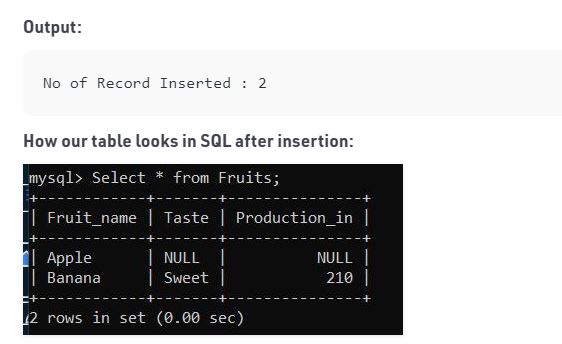 Output:
No of Record Inserted : 2
How our table looks in SQL after insertion:
mysql> Select * from Fruits;
+------------+-------+---------------+
| Fruit_name | Taste | Production_in |
+------------+-------+---------------+
| Apple      | NULL  |          NULL |
| Banana     | Sweet |           210 |
+------------+-------+---------------+
2 rows in set (0.00 sec)